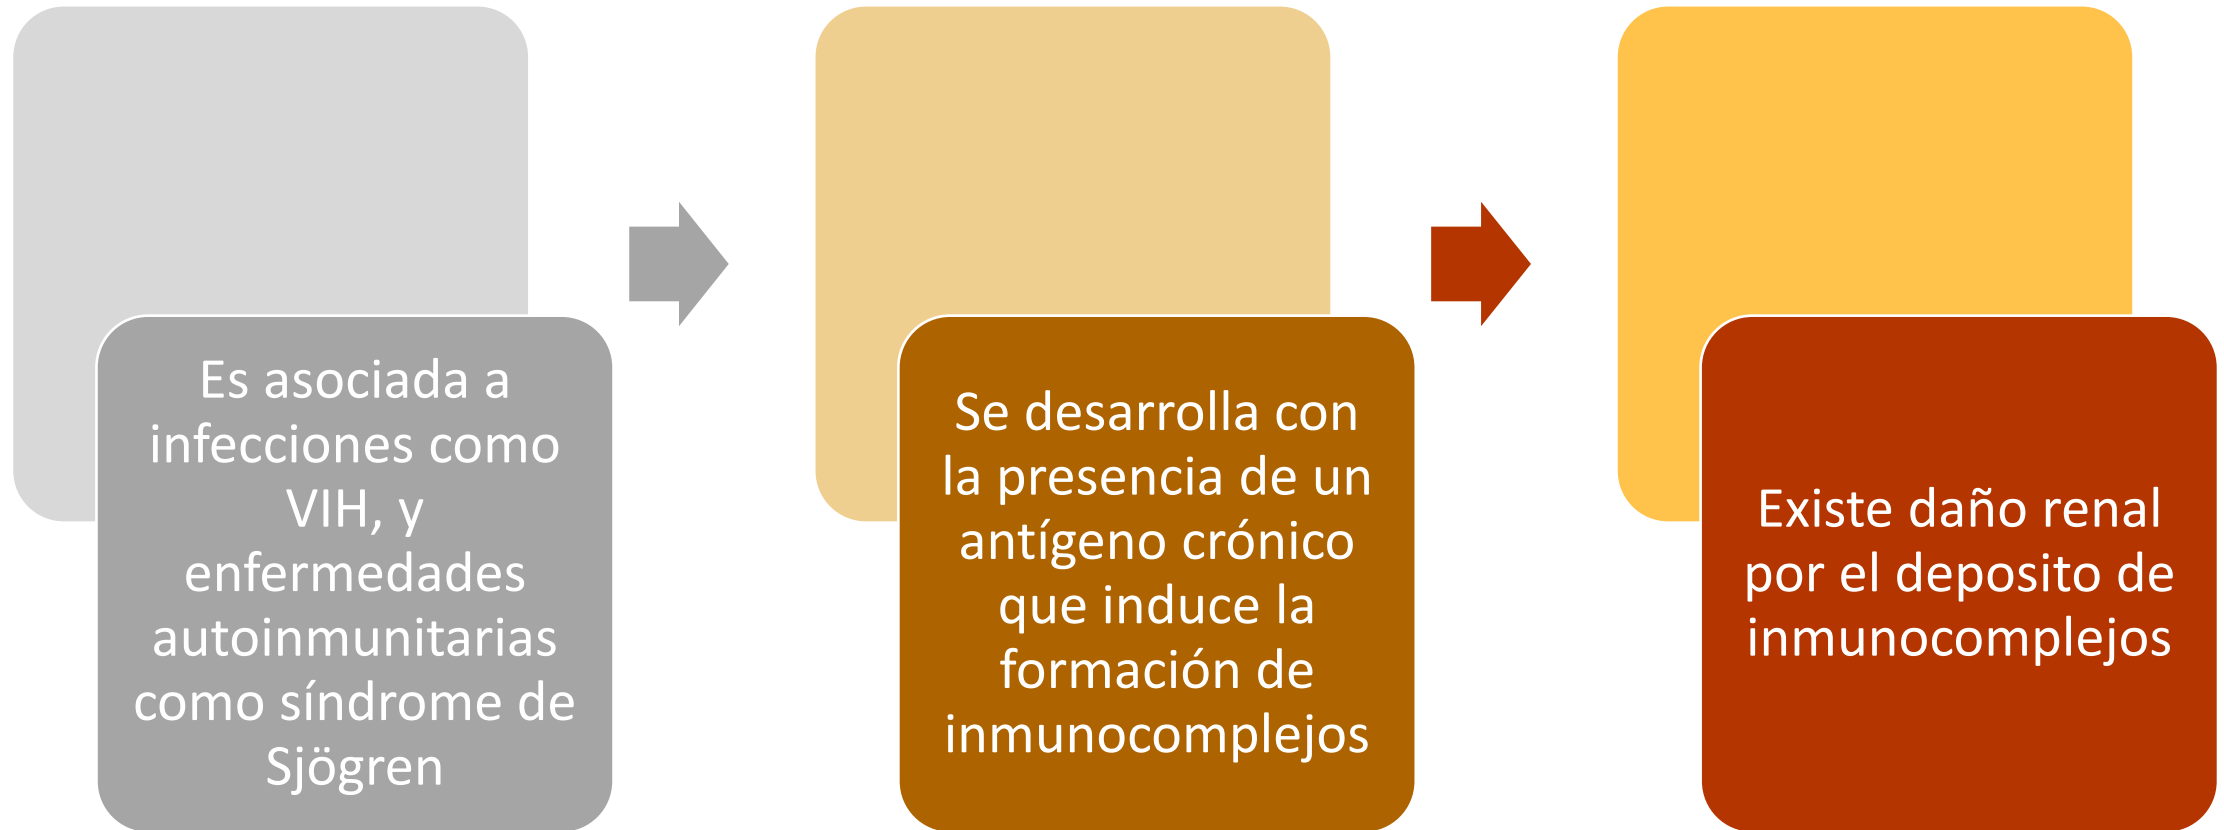 Es asociada a
infecciones como
VIH, y
enfermedades
autoinmunitarias
como síndrome de
Sjögren
Se desarrolla con
la presencia de un
antígeno crónico
que induce la
formación de
inmunocomplejos
Existe daño renal
por el deposito de
inmunocomplejos